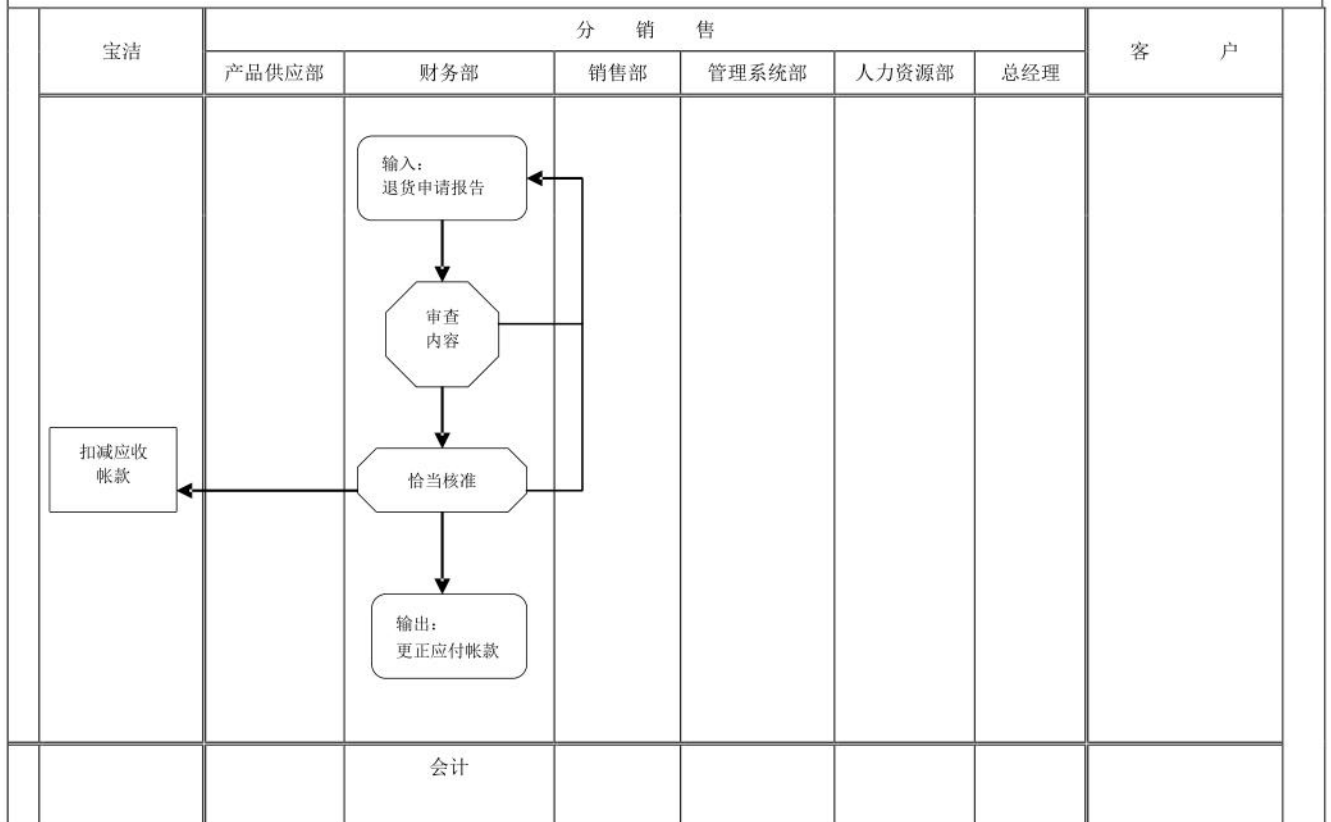 宝洁
分 销 售
客 户
产品供应部
财务部
销售部
管理系统部
人力资源部
总经理
输入：
退货申请报告
审查
内容
扣减应收
帐款
恰当核准
输出：
更正应付帐款
会计